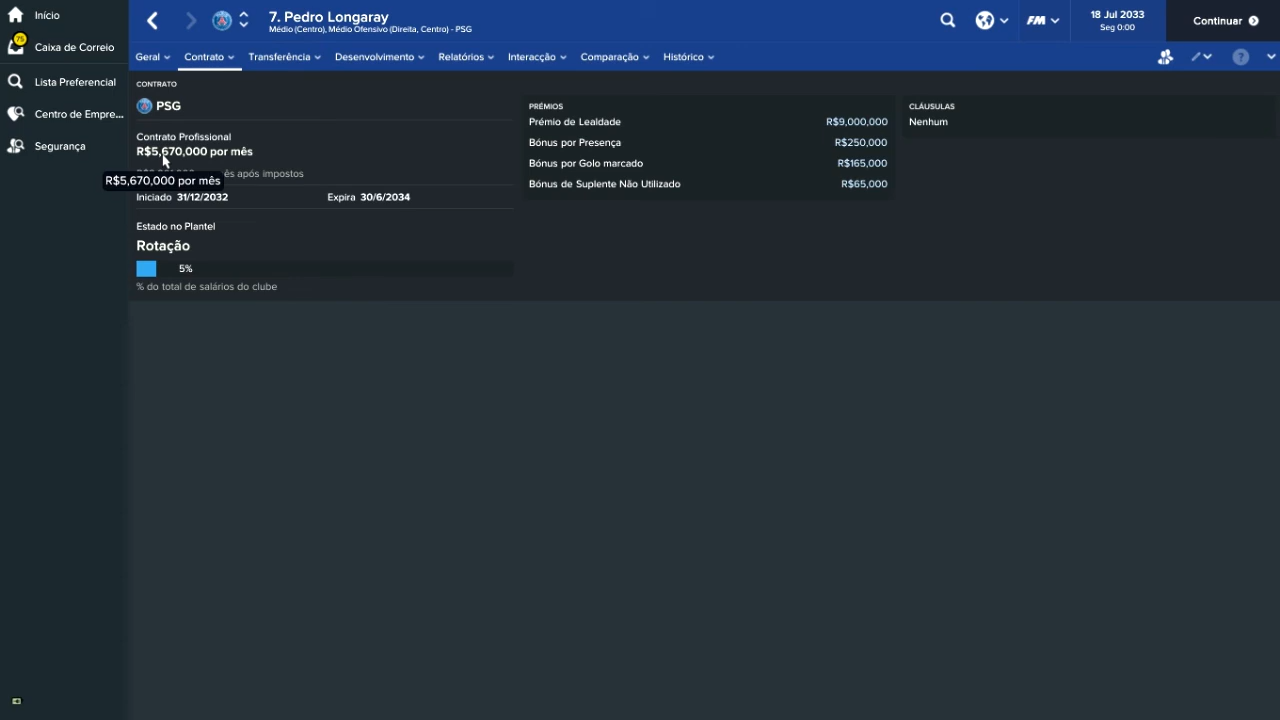 Início
75
Caixa de Correio
Lista Preferencial
Centro de Empre...
Segurança
7. Pedro Longaray
Médio (Centro), Médio Ofensivo (Direita, Centro) - PSG
FM
18 Jul 2033
Seg 0:00
Continuar
Geral
Contrato
Transferência
Desenvolvimento
Relatórios
Interacção
Comparação
Histórico
?
CONTRATO
PSG
Contrato Profissional
R$5,670,000 por mês
ês após impostos
R$5,670,000 por mês
Iniciado 31/12/2032
Expira 30/6/2034
Estado no Plantel
Rotação
5%
% do total de salários do clube
PRÉMIOS
Prémio de Lealdade R$9,000,000
Bónus por Presença R$250,000
Bónus por Golo marcado R$165,000
Bónus de Suplente Não Utilizado R$65,000
CLÁUSULAS
Nenhum